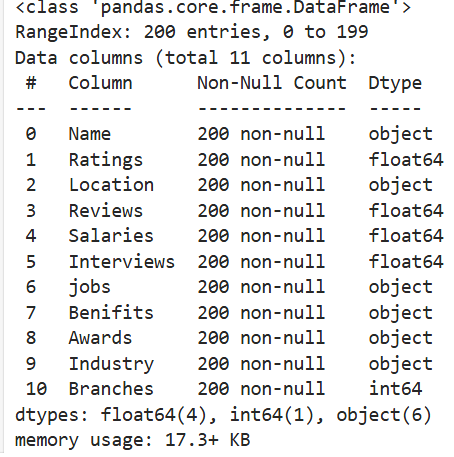 <class 'pandas.core.frame.DataFrame'>
RangeIndex: 200 entries, 0 to 199
Data columns (total 11 columns):
 #   Column      Non-Null Count  Dtype
---  ------      --------------  -----
 0   Name        200 non-null    object
 1   Ratings     200 non-null    float64
 2   Location    200 non-null    object
 3   Reviews     200 non-null    float64
 4   Salaries    200 non-null    float64
 5   Interviews  200 non-null    float64
 6   jobs        200 non-null    object
 7   Benifits    200 non-null    object
 8   Awards      200 non-null    object
 9   Industry    200 non-null    object
 10  Branches    200 non-null    int64
dtypes: float64(4), int64(1), object(6)
memory usage: 17.3+ KB